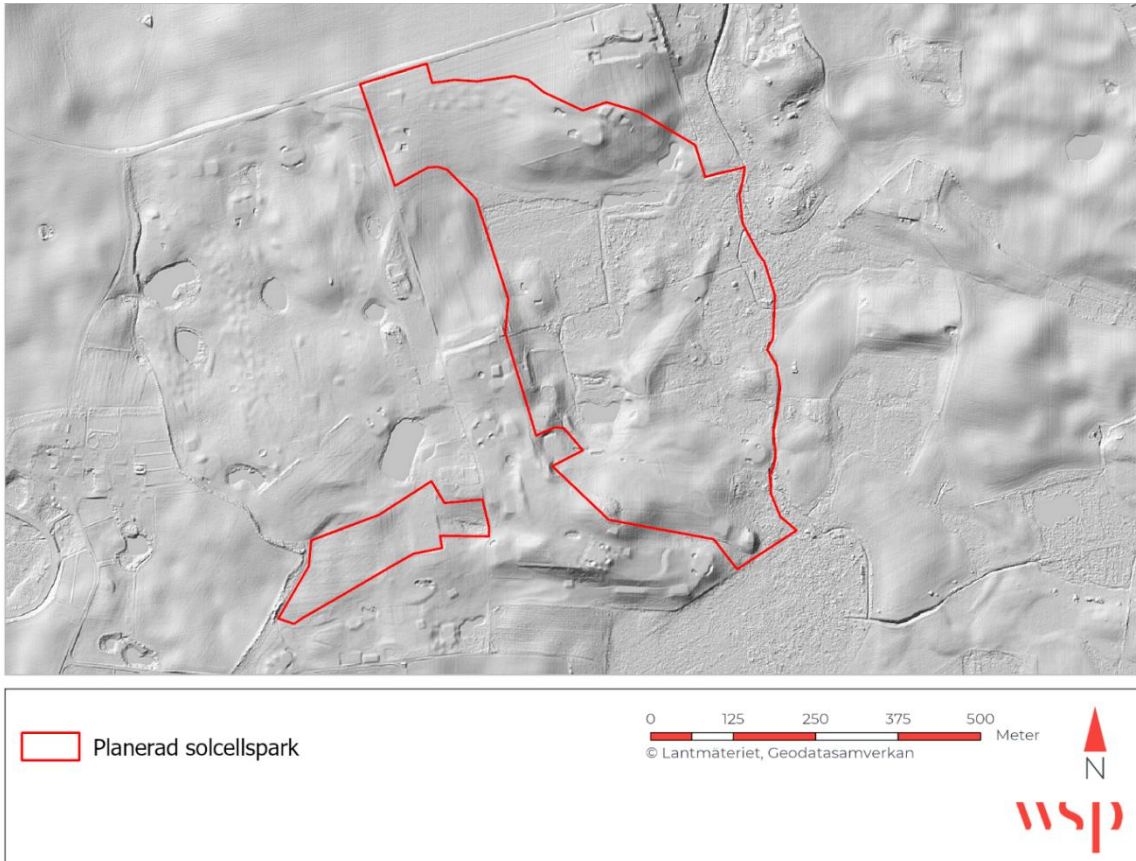 Planerad solcellspark
0 125 250 375 500
Meter
© Lantmäteriet, Geodatasamverkan
N
wsp